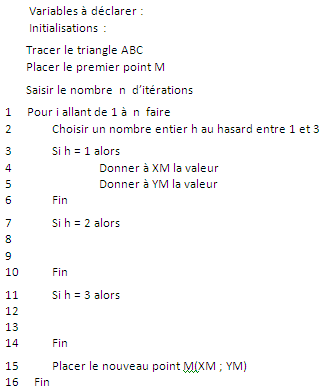 Variables à déclarer :
Initialisations :
Tracer le triangle ABC
Placer le premier point M
Saisir le nombre n d'itérations
1 Pour i allant de 1 à n faire
2 Choisir un nombre entier h au hasard entre 1 et 3
3 Si h = 1 alors
4 Donner à XM la valeur
5 Donner à YM la valeur
6 Fin
7 Si h = 2 alors
8
9
10 Fin
11 Si h = 3 alors
12
13
14 Fin
15 Placer le nouveau point M(XM ; YM)
16 Fin